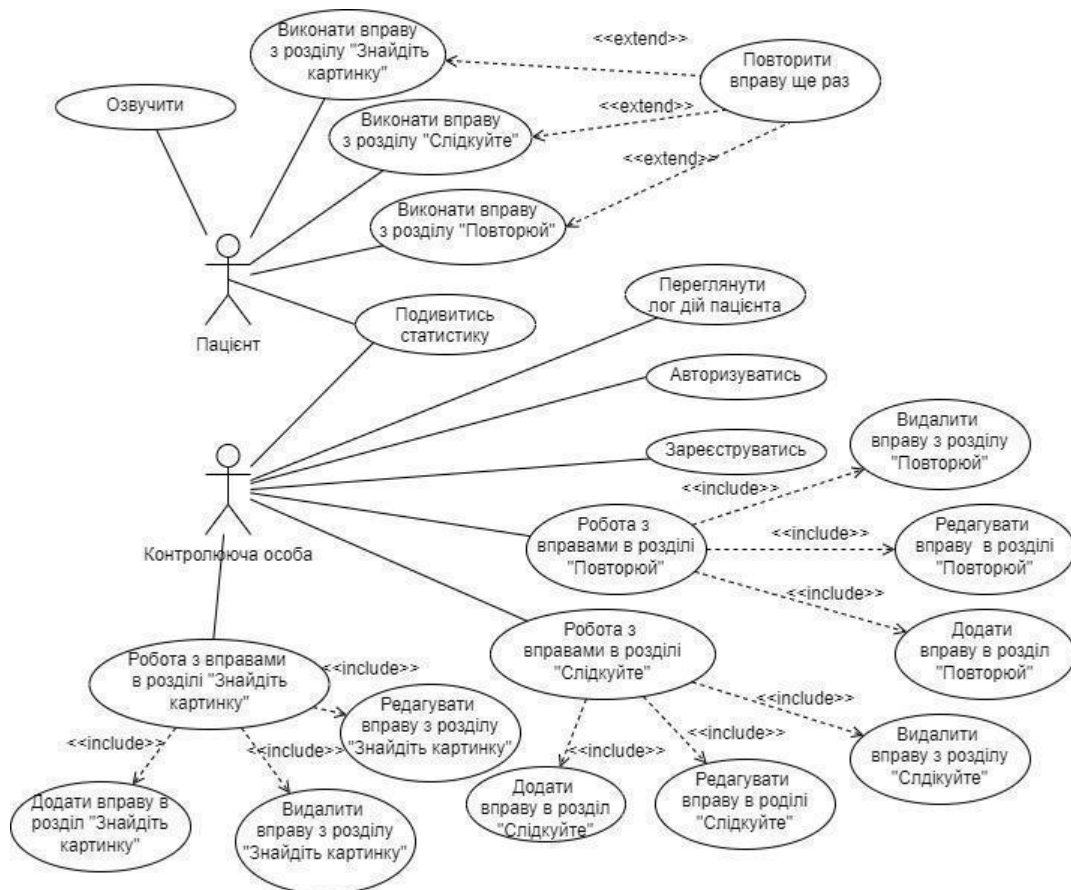 Виконати вправу
з розділу "Знайдіть
картинку"
<<extend>>
Повторити
вправу ще раз
Озвучити
<<extend>>
Виконати вправу
з розділу "Слідкуйте"
<<extend>>
Виконати вправу
з розділу "Повторюй"
Пацієнт
Подивитись
статистику
Переглянути
лог дій пацієнта
Авторизуватись
Зареєструватись
Контролююча особа
<<include>>
Видалити
вправу з розділу
"Повторюй"
Робота з
вправами в розділі
"Повторюй"
<<include>>
Редагувати
вправу в розділі
"Повторюй"
<<include>>
Додати
вправу в розділ
"Повторюй"
Робота з вправами
в розділі "Знайдіть
картинку"
<<include>>
Робота з
вправами в розділі
"Слідкуйте"
Редагувати
вправу з розділу
"Знайдіть картинку"
<<include>>
<<include>>
<<include>>
<<include>>
<<include>>
Видалити
вправу з розділу
"Слдікуйте"
Додати вправу в
розділ "Знайдіть
картинку"
Видалити
вправу з розділу
"Знайдіть картинку"
Додати
вправу в розділ
"Слідкуйте"
Редагувати
вправу в роділі
"Слідкуйте"